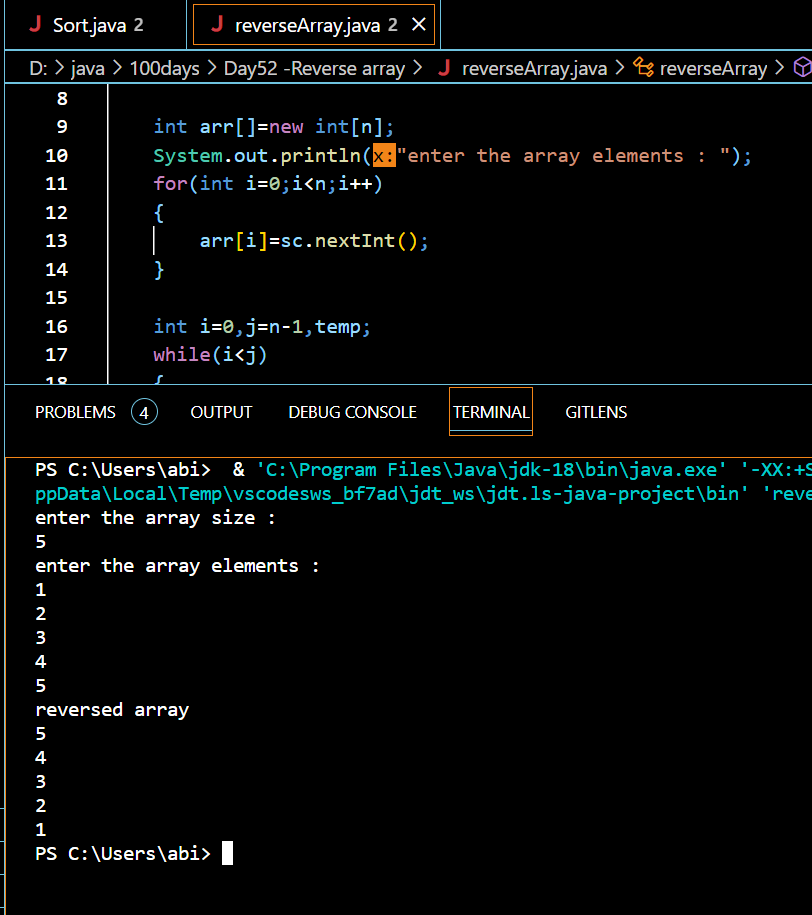 J Sort.java 2 J reverseArray.java 2 ×
D: > java > 100days > Day52 -Reverse array > J reverseArray.java > reverseArray >
8
9 int arr[]=new int[n];
10 System.out.println(x:"enter the array elements : ");
11 for(int i=0;i<n;i++)
12 {
13 arr[i]=sc.nextInt();
14 }
15
16 int i=0,j=n-1,temp;
17 while(i<j)
18 {
PROBLEMS 4 OUTPUT DEBUG CONSOLE TERMINAL GITLENS
PS C:\Users\abi> & 'C:\Program Files\Java\jdk-18\bin\java.exe' '-XX:+S
ppData\Local\Temp\vscodesws_bf7ad\jdt_ws\jdt.ls-java-project\bin' 'reve
enter the array size :
5
enter the array elements :
1
2
3
4
5
reversed array
5
4
3
2
1
PS C:\Users\abi>